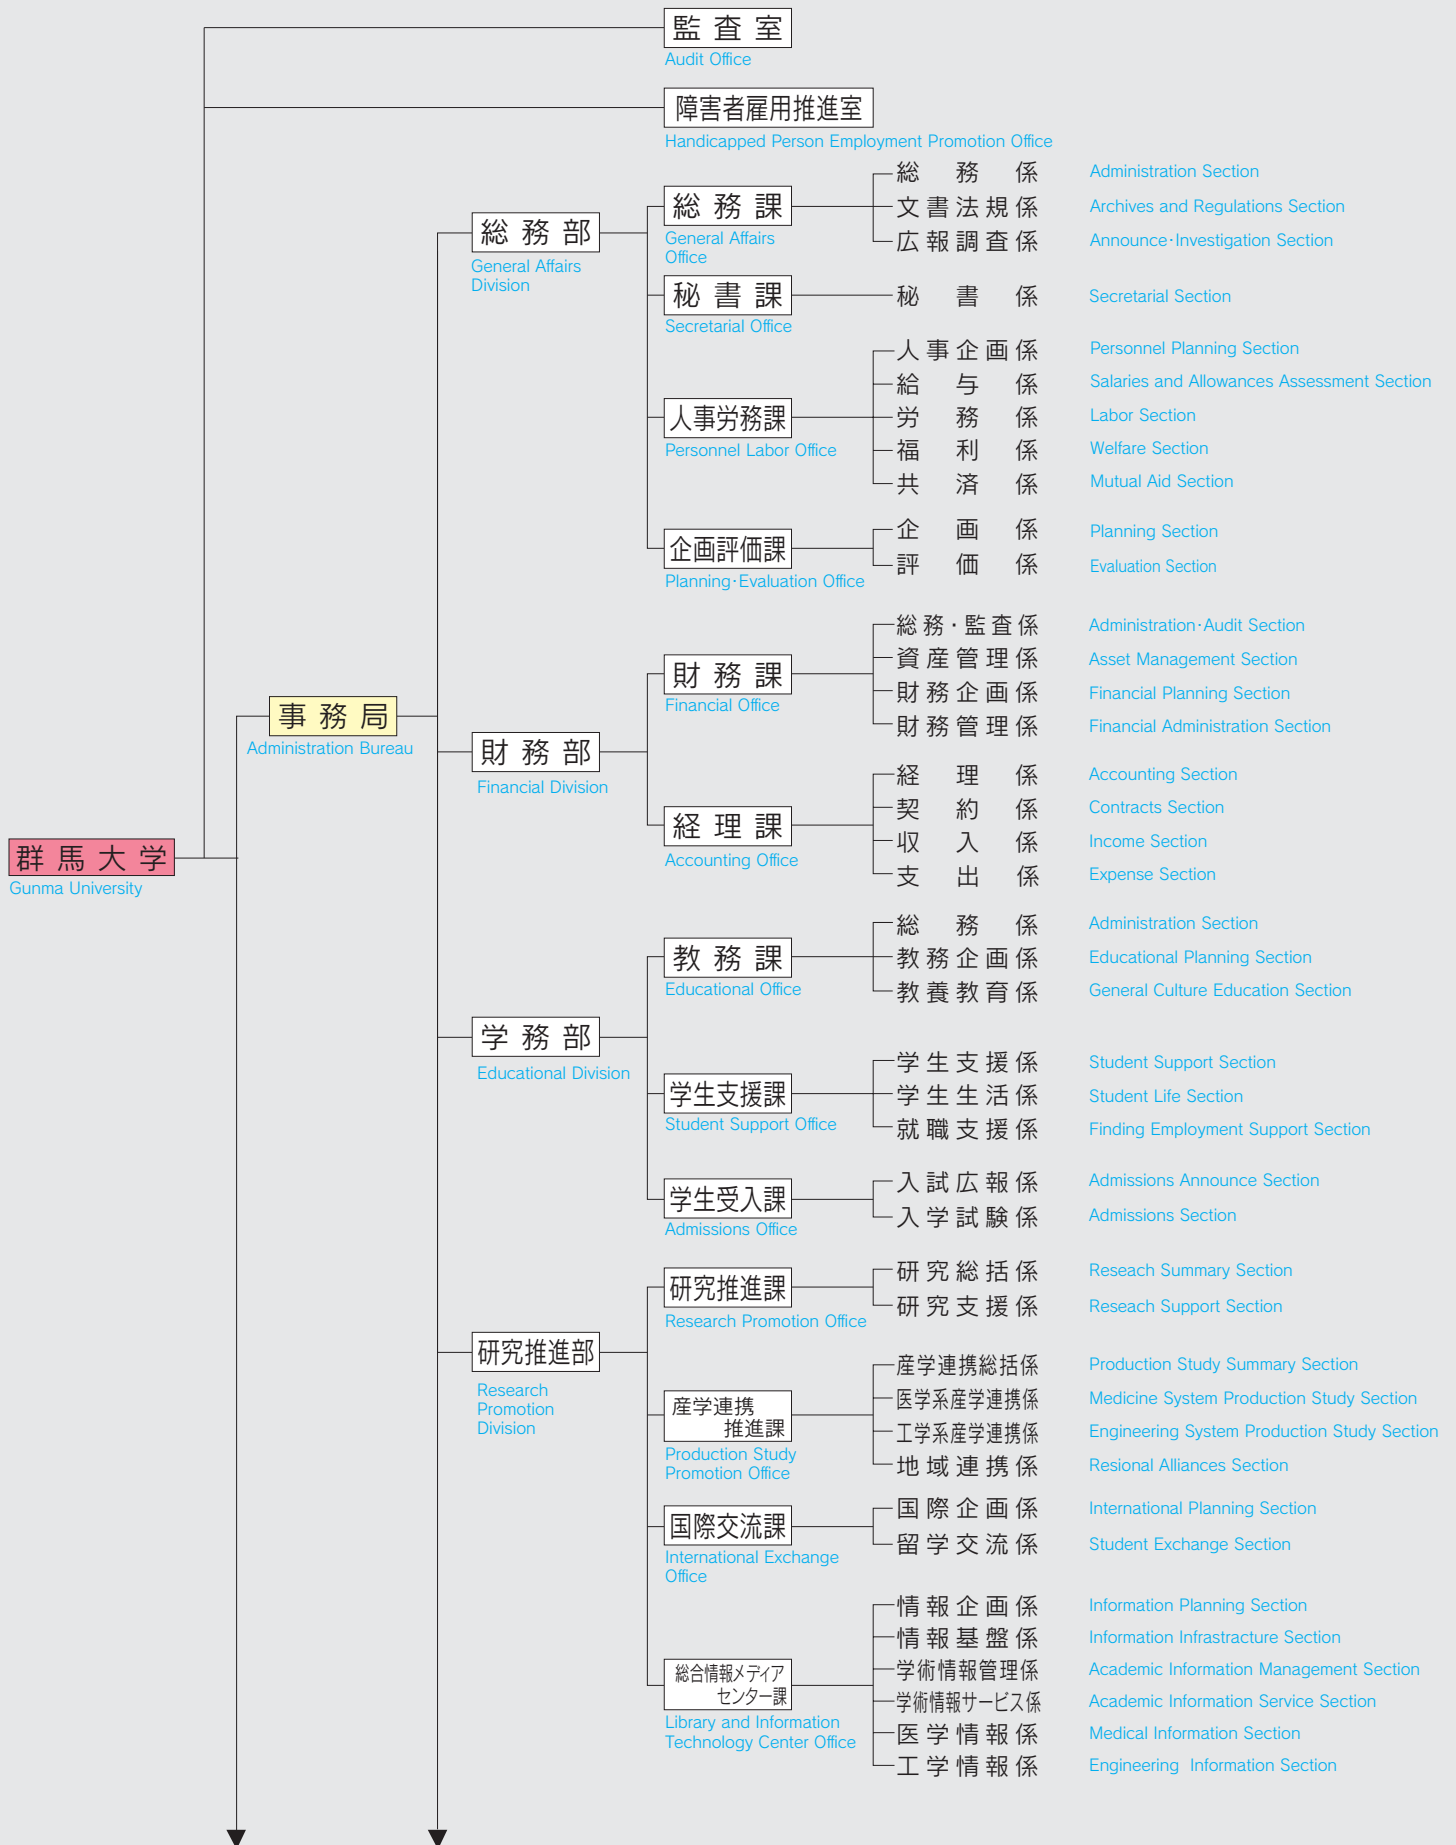 監査室
Audit Office
障害者雇用推進室
Handicapped Person Employment Promotion Office
総務部
General Affairs
Division
総務課
General Affairs
Office
総務係 Administration Section
文書法規係 Archives and Regulations Section
広報調査係 Announce·Investigation Section
秘書課
Secretarial Office
秘書係 Secretarial Section
人事労務課
Personnel Labor Office
人事企画係 Personnel Planning Section
給与係 Salaries and Allowances Assessment Section
労務係 Labor Section
福利係 Welfare Section
共済係 Mutual Aid Section
企画評価課
Planning·Evaluation Office
企画係 Planning Section
評価係 Evaluation Section
群馬大学
Gunma University
事務局
Administration Bureau
財務部
Financial Division
財務課
Financial Office
総務・監査係 Administration·Audit Section
資産管理係 Asset Management Section
財務企画係 Financial Planning Section
財務管理係 Financial Administration Section
経理課
Accounting Office
経理係 Accounting Section
契約係 Contracts Section
収入係 Income Section
支出係 Expense Section
学務部
Educational Division
教務課
Educational Office
総務係 Administration Section
教務企画係 Educational Planning Section
教養教育係 General Culture Education Section
学生支援課
Student Support Office
学生支援係 Student Support Section
学生生活係 Student Life Section
就職支援係 Finding Employment Support Section
学生受入課
Admissions Office
入試広報係 Admissions Announce Section
入学試験係 Admissions Section
研究推進部
Research
Promotion
Division
研究推進課
Research Promotion Office
研究総括係 Reseach Summary Section
研究支援係 Reseach Support Section
産学連携
推進課
Production Study
Promotion Office
産学連携総括係 Production Study Summary Section
医学系産学連携係 Medicine System Production Study Section
工学系産学連携係 Engineering System Production Study Section
地域連携係 Resional Alliances Section
国際交流課
International Exchange
Office
国際企画係 International Planning Section
留学交流係 Student Exchange Section
総合情報メディア
センター課
Library and Information
Technology Center Office
情報企画係 Information Planning Section
情報基盤係 Information Infrastracture Section
学術情報管理係 Academic Information Management Section
学術情報サービス係 Academic Information Service Section
医学情報係 Medical Information Section
工学情報係 Engineering Information Section